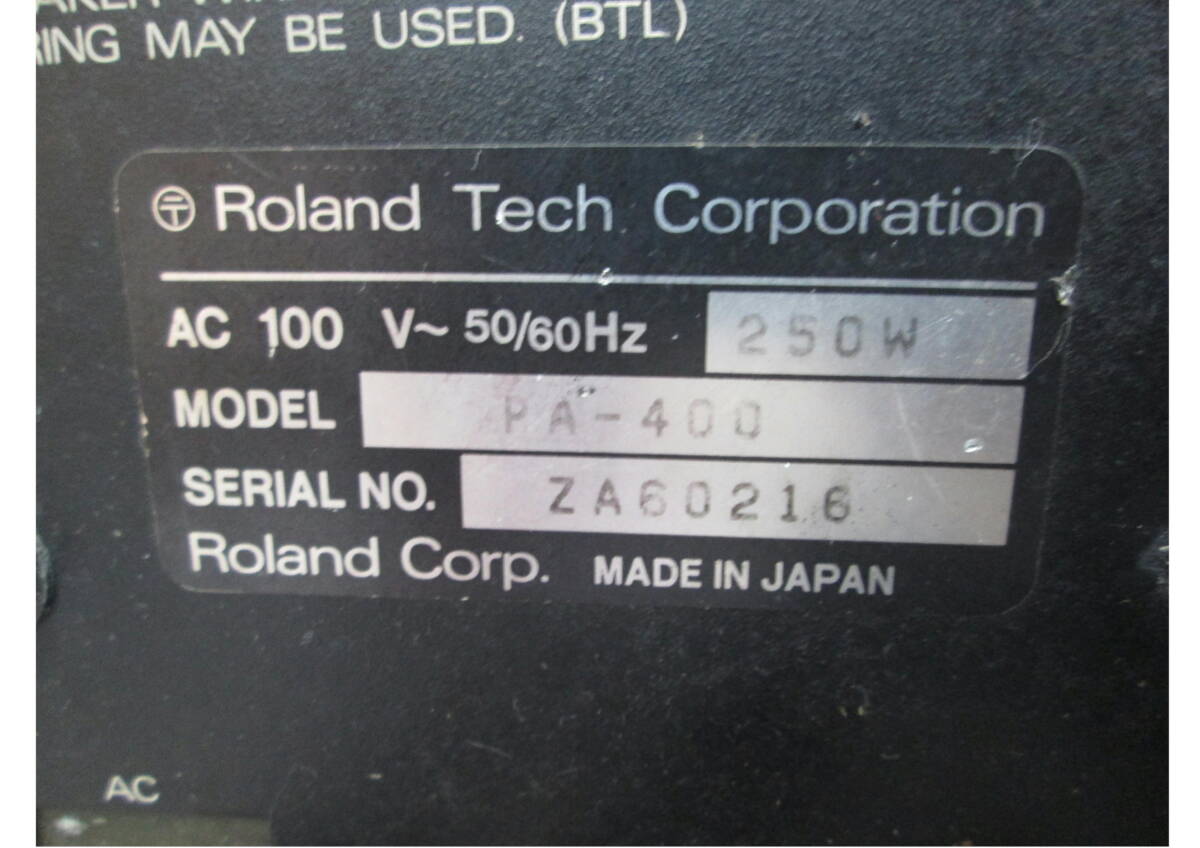 RING MAY BE USED. (BTL)
〒 Roland Tech Corporation
AC 100 V~ 50/60Hz 250W
MODEL PA-400
SERIAL NO. ZA60216
Roland Corp. MADE IN JAPAN
AC